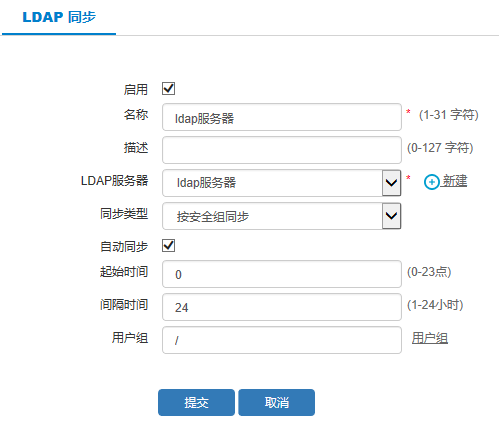 LDAP 同步
启用
名称 ldap服务器 * (1-31 字符)
描述 (0-127 字符)
LDAP服务器 ldap服务器 * 新建
同步类型 按安全组同步
自动同步
起始时间 0 (0-23点)
间隔时间 24 (1-24小时)
用户组 / 用户组
提交 取消